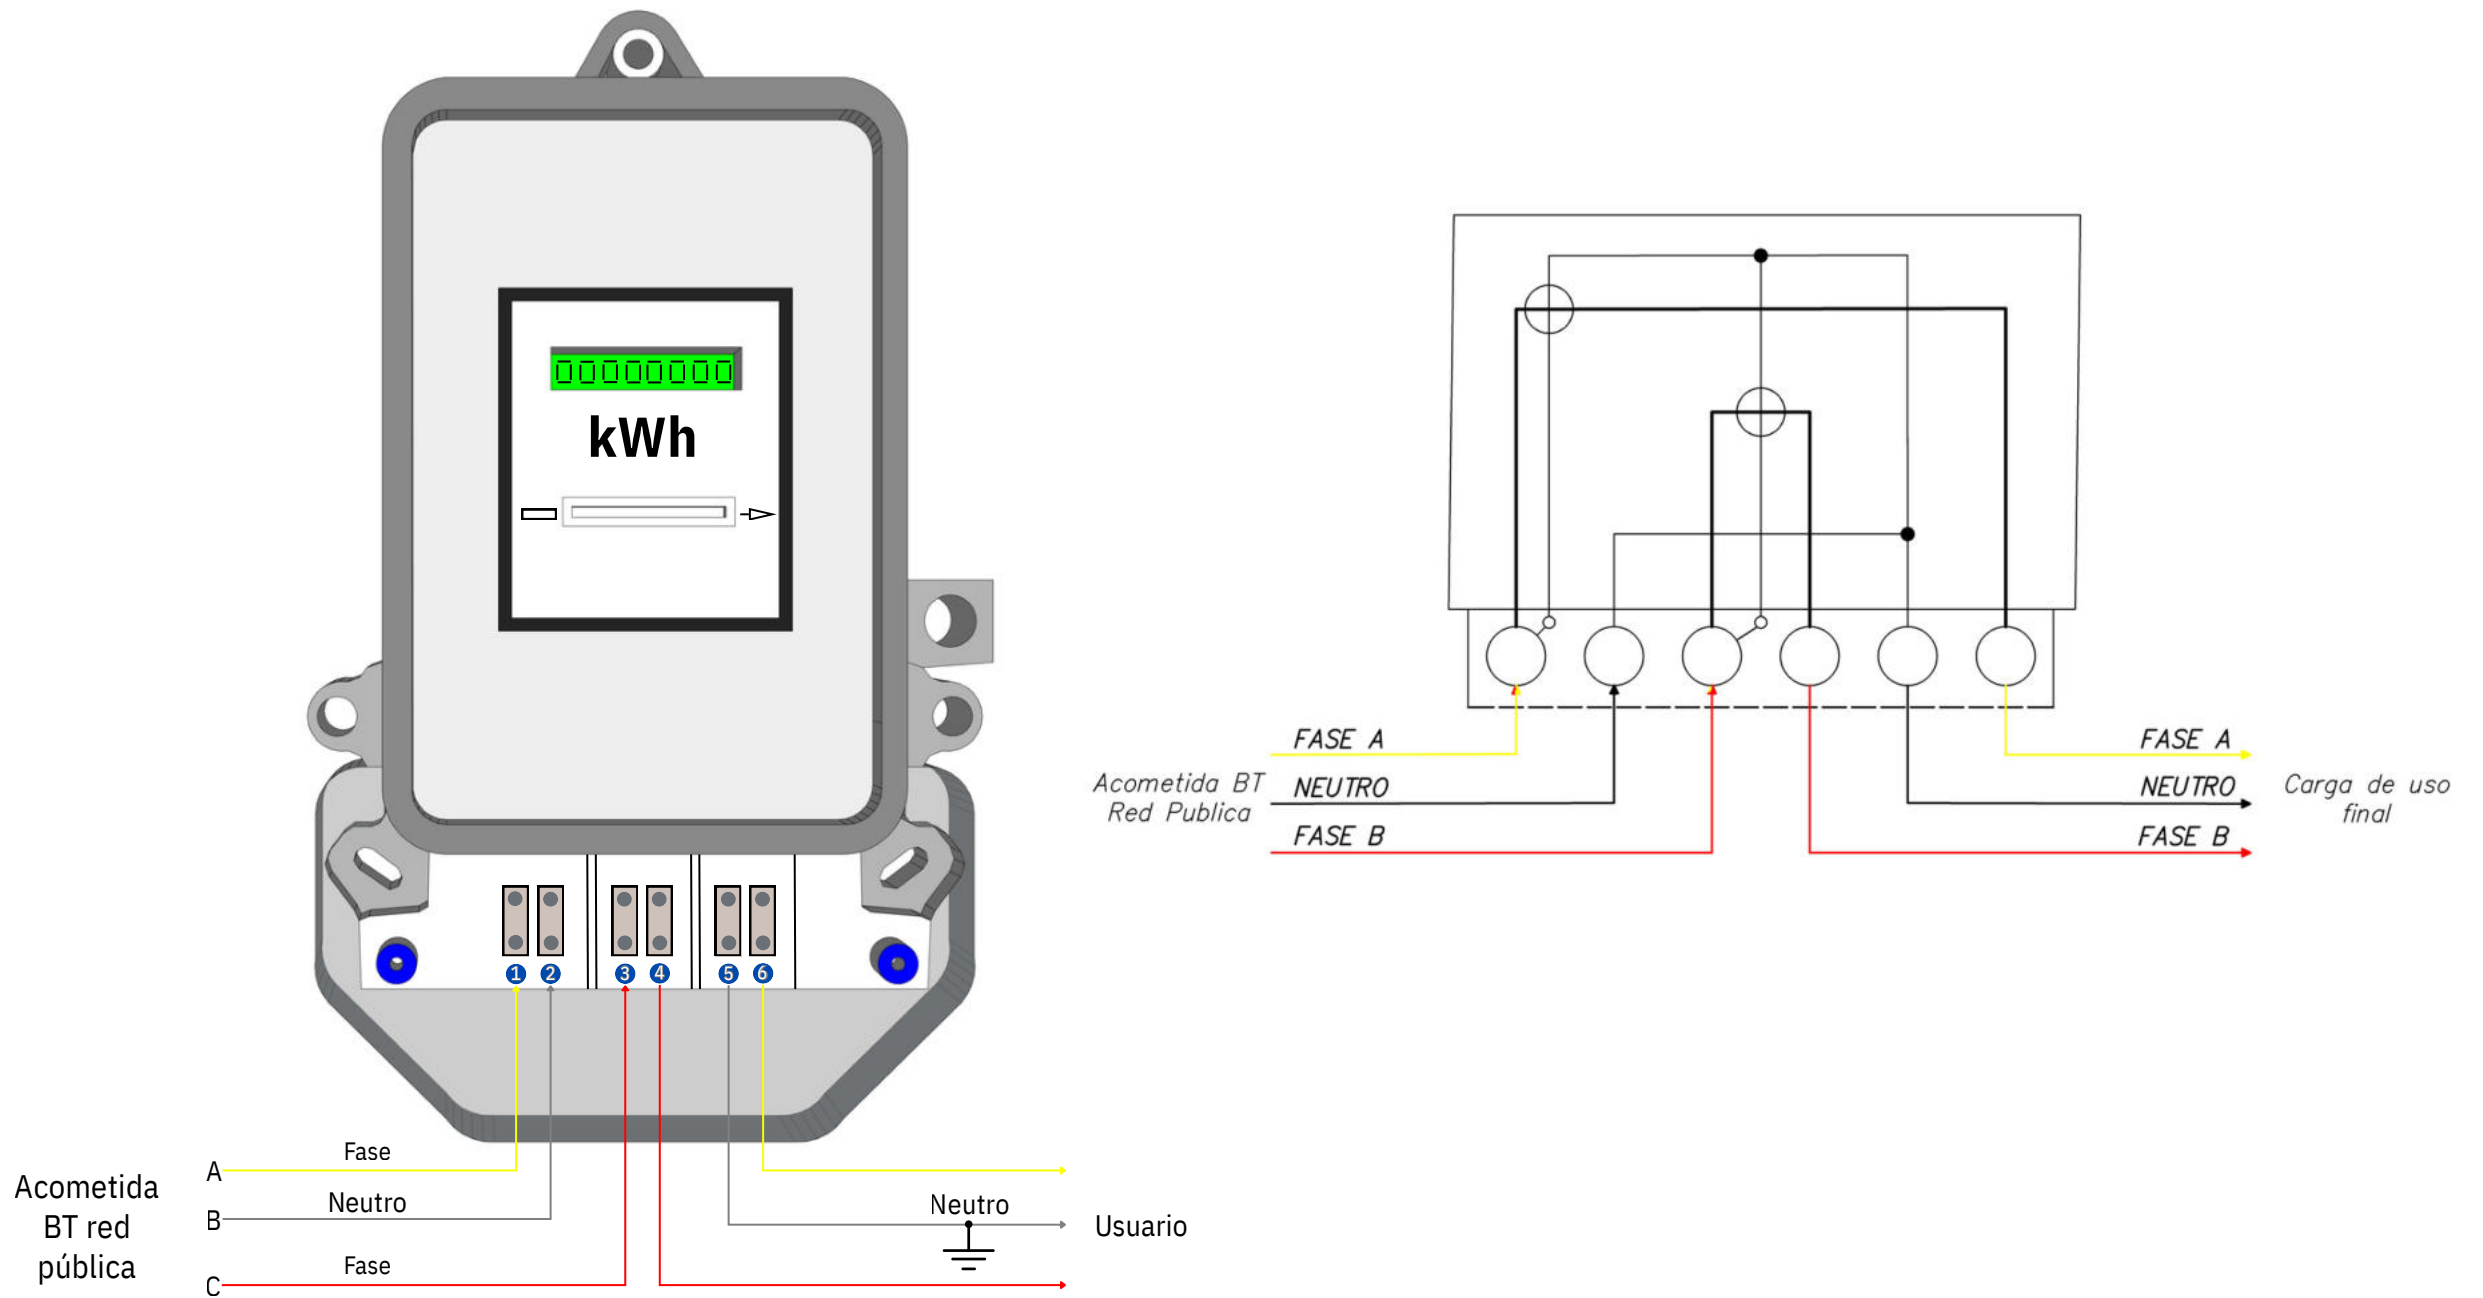 00000000
kWh
1 2 3 4 5 6
Acometida
BT red
pública
A
Fase
B
Neutro
C
Fase
Neutro
Usuario
Acometida BT
Red Publica
FASE A
NEUTRO
FASE B
FASE A
NEUTRO
FASE B
Carga de uso
final